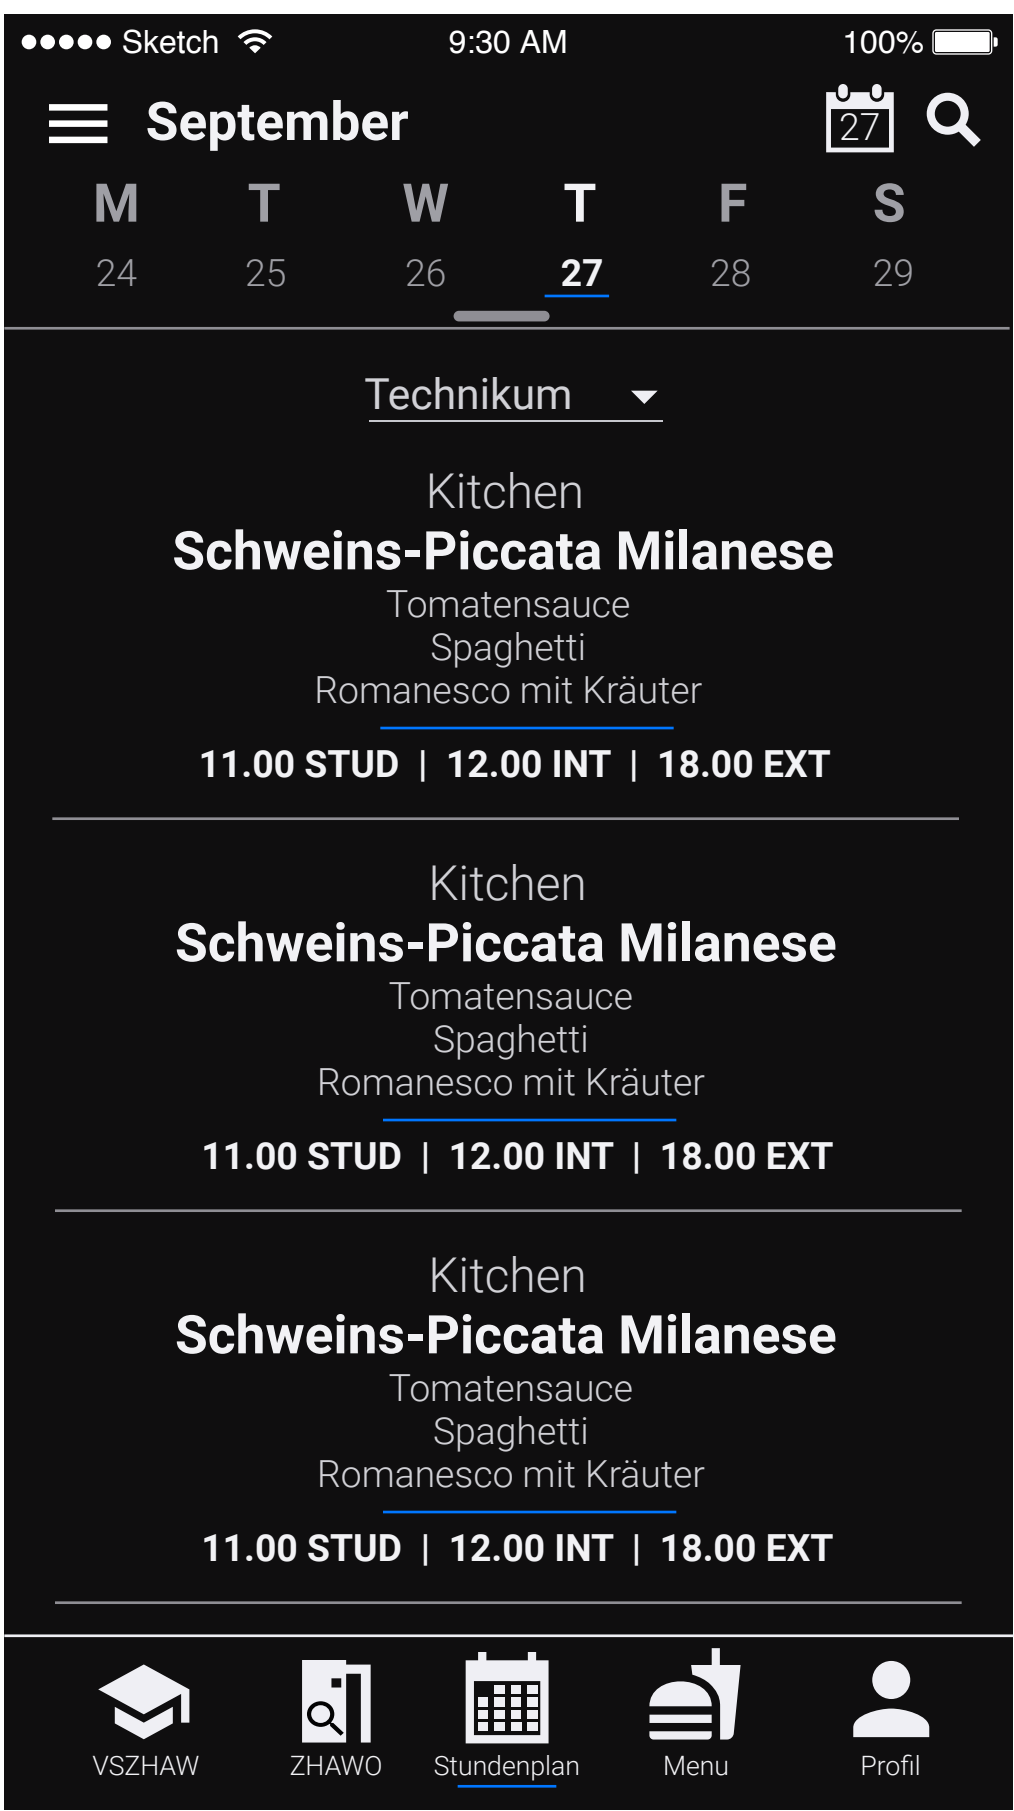 Sketch 9:30 AM 100%
September 27
M T W T F S
24 25 26 27 28 29
Technikum
Kitchen
Schweins-Piccata Milanese
Tomatensauce
Spaghetti
Romanesco mit Kräuter
11.00 STUD | 12.00 INT | 18.00 EXT
Kitchen
Schweins-Piccata Milanese
Tomatensauce
Spaghetti
Romanesco mit Kräuter
11.00 STUD | 12.00 INT | 18.00 EXT
Kitchen
Schweins-Piccata Milanese
Tomatensauce
Spaghetti
Romanesco mit Kräuter
11.00 STUD | 12.00 INT | 18.00 EXT
VSZHAW ZHAWO Stundenplan Menu Profil